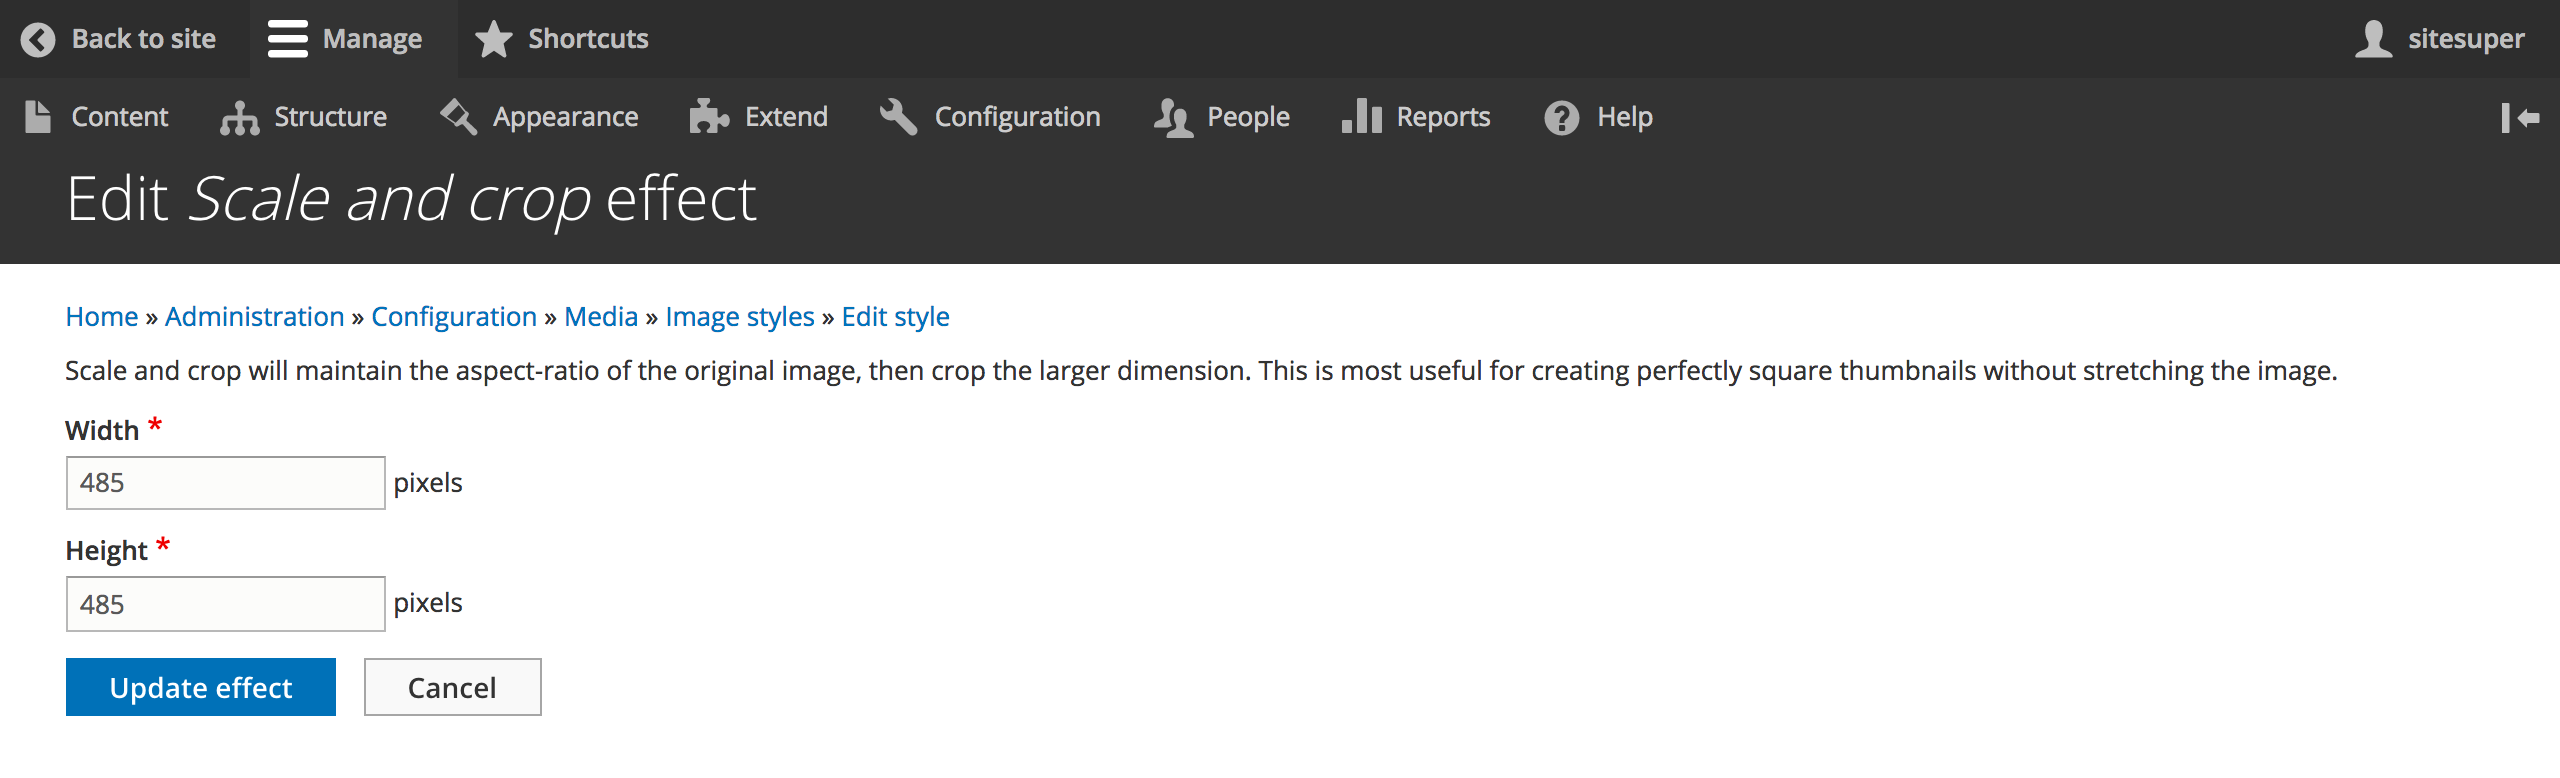 Back to site Manage Shortcuts sitesuper
Content Structure Appearance Extend Configuration People Reports Help
Edit Scale and crop effect
Home » Administration » Configuration » Media » Image styles » Edit style
Scale and crop will maintain the aspect-ratio of the original image, then crop the larger dimension. This is most useful for creating perfectly square thumbnails without stretching the image.
Width *
485 pixels
Height *
485 pixels
Update effect Cancel